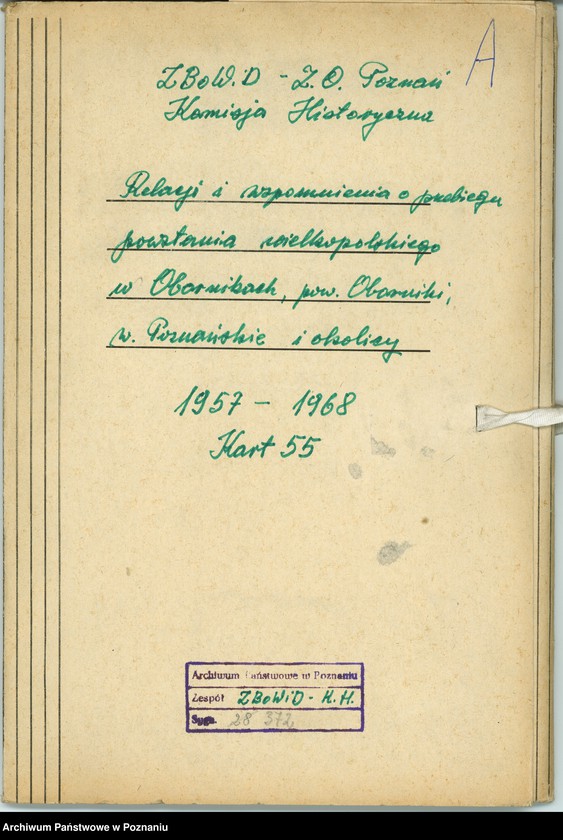 A
ZBoWiD - Z.O. Poznań
Komisja Historyczna
Relacji i wspomnienia o przebiegu
powstania wielkopolskiego
w Obornikach, pow. Oborniki,
w. Poznańskie i okolicy
1957 - 1968
Kart 55
Archiwum Państwowe w Poznaniu
Zespół ZBoWiD - K.H.
Sygn. 28 372
Archiwum Państwowe w Poznaniu